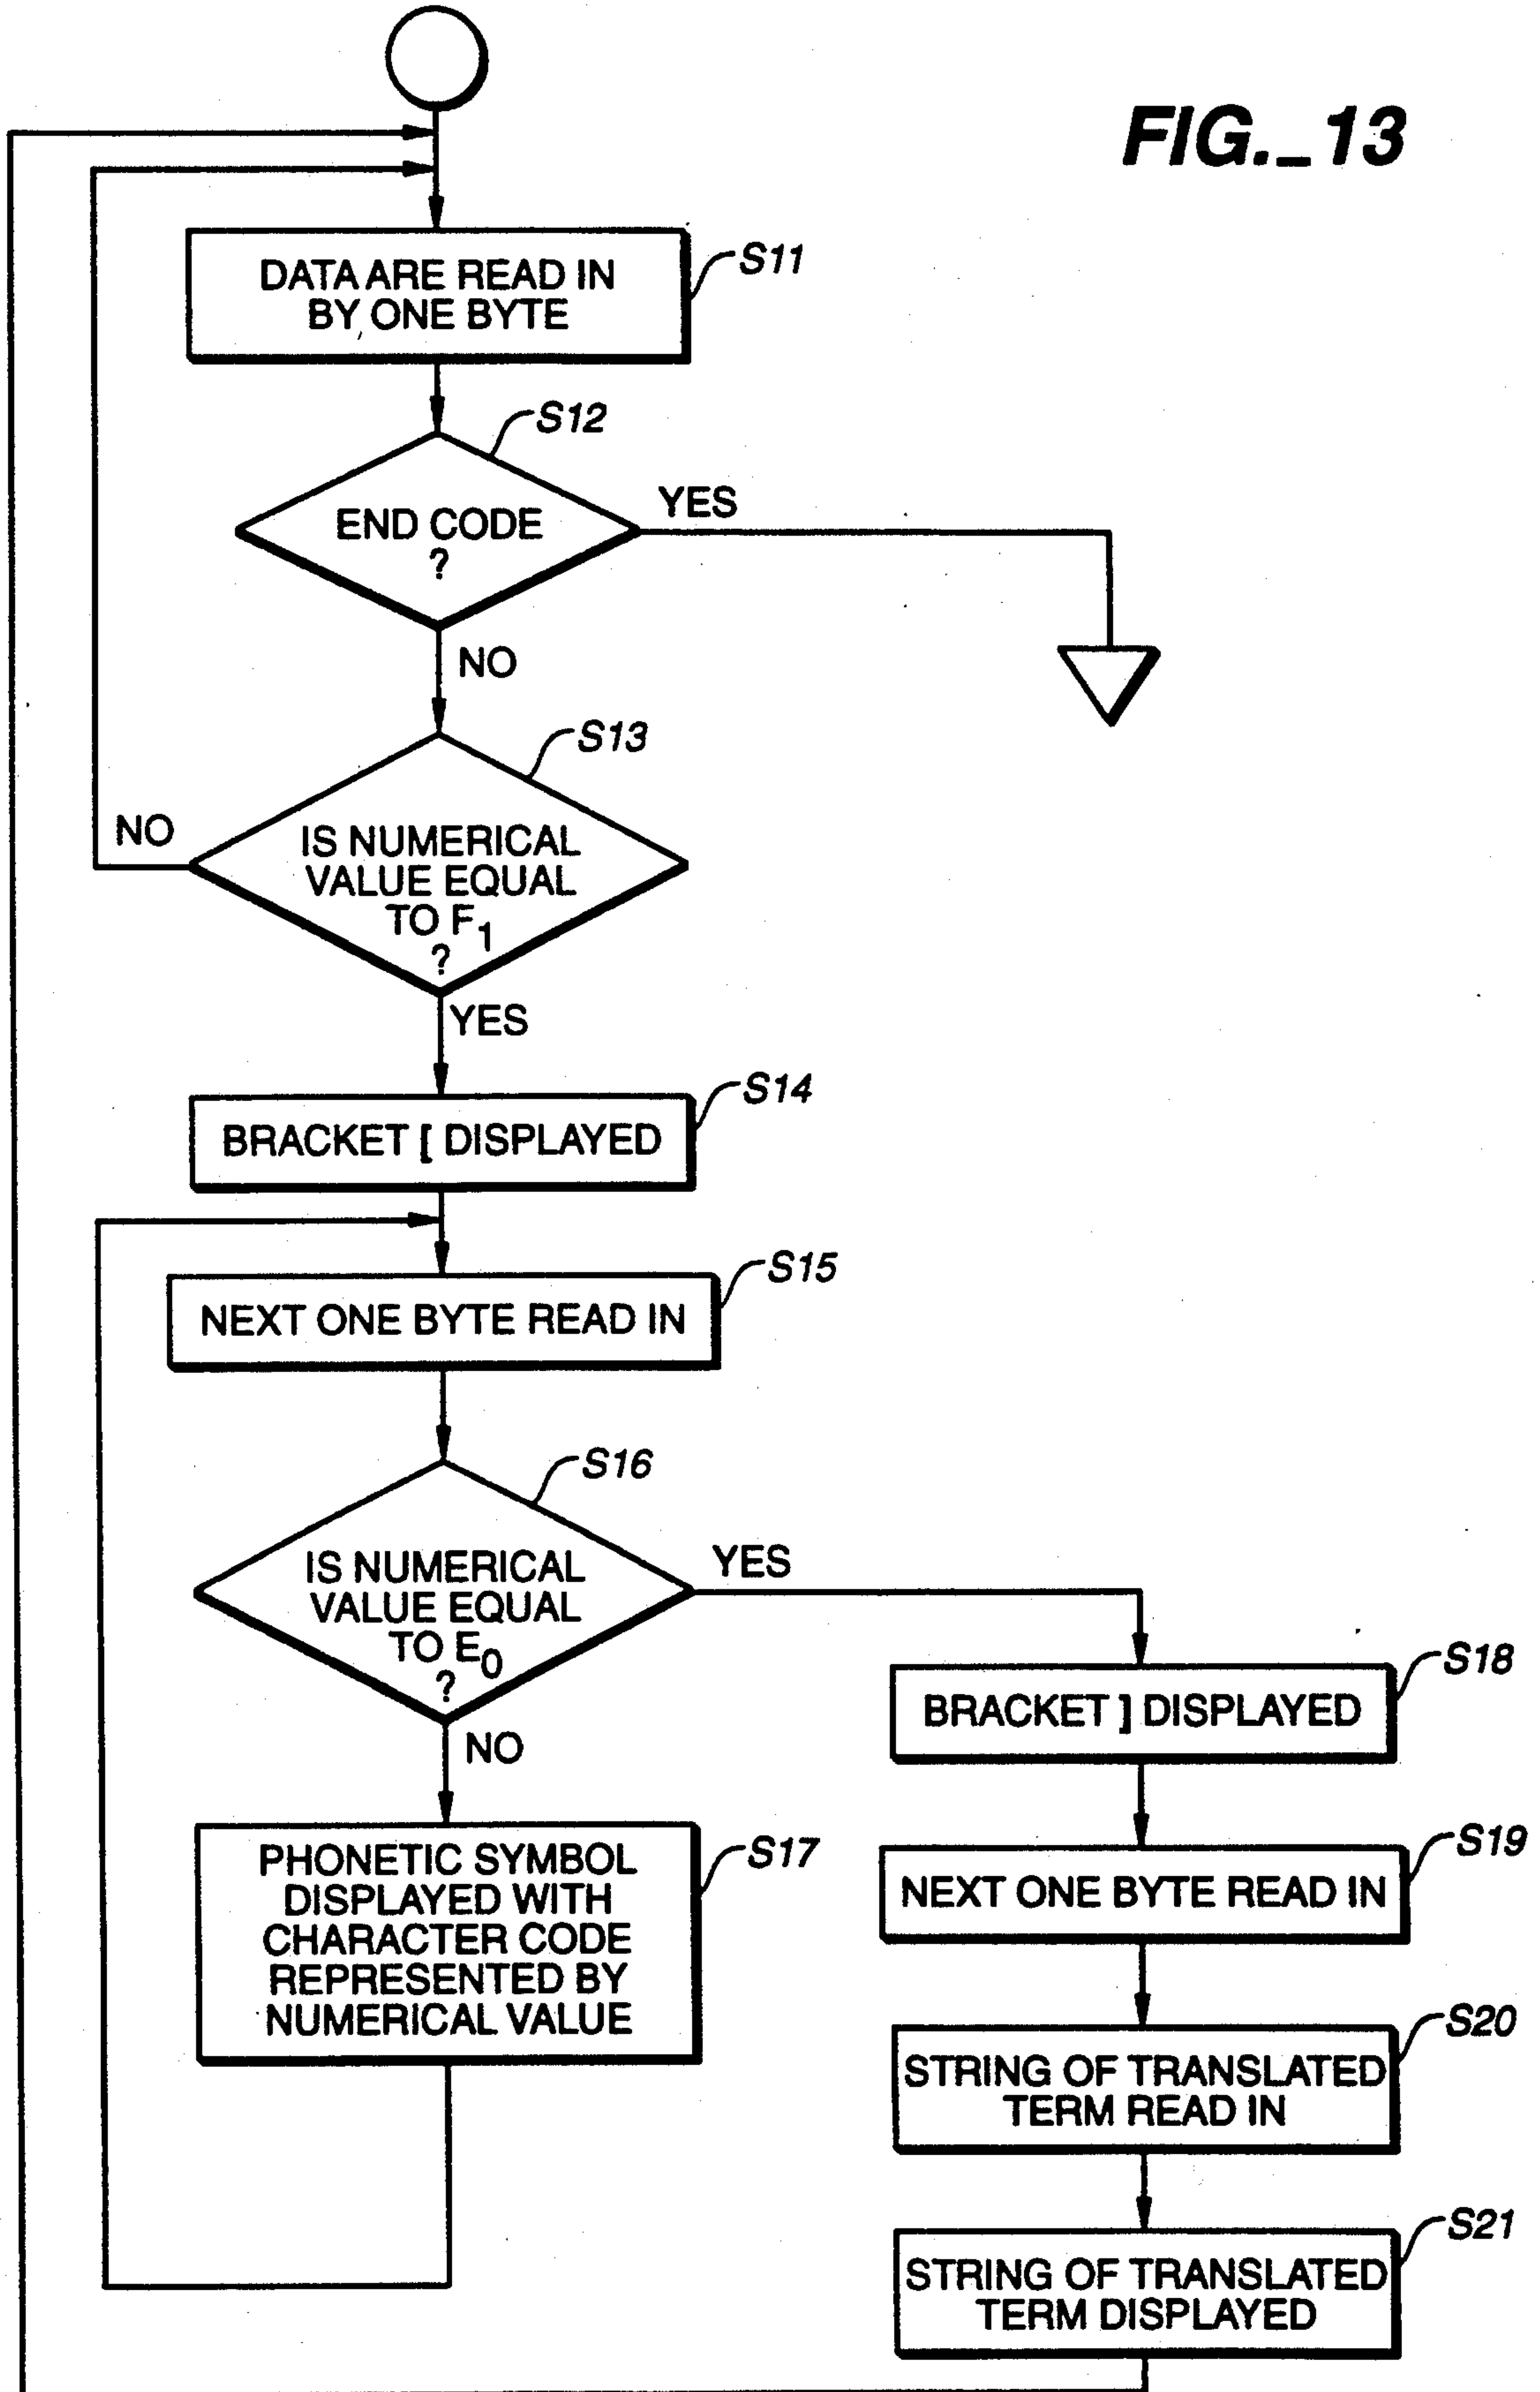 FIG._13
DATA ARE READ IN
BY ONE BYTE
S11
END CODE
?
S12
YES
NO
IS NUMERICAL
VALUE EQUAL
TO F1
?
S13
NO
YES
BRACKET [ DISPLAYED
S14
NEXT ONE BYTE READ IN
S15
IS NUMERICAL
VALUE EQUAL
TO E0
?
S16
YES
NO
PHONETIC SYMBOL
DISPLAYED WITH
CHARACTER CODE
REPRESENTED BY
NUMERICAL VALUE
S17
BRACKET ] DISPLAYED
S18
NEXT ONE BYTE READ IN
S19
STRING OF TRANSLATED
TERM READ IN
S20
STRING OF TRANSLATED
TERM DISPLAYED
S21